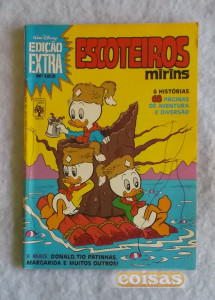 Walt Disney
EDIÇÃO
EXTRA
ESCOTEIROS
mirins
6 HISTÓRIAS
68 PÁGINAS
DE AVENTURA
E DIVERSÃO
E MAIS: DONALD, TIO PATINHAS,
MARGARIDA E MUITOS OUTROS!
coisas